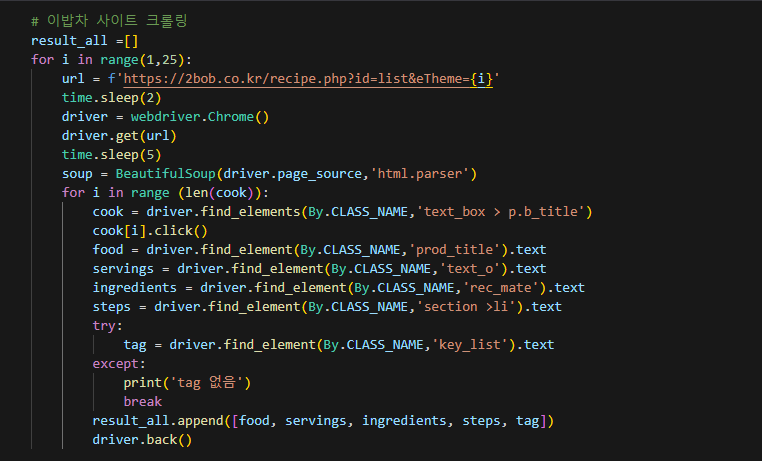 # 이밥차 사이트 크롤링
result_all =[]
for i in range(1,25):
    url = f'https://2bob.co.kr/recipe.php?id=list&eTheme={i}'
    time.sleep(2)
    driver = webdriver.Chrome()
    driver.get(url)
    time.sleep(5)
    soup = BeautifulSoup(driver.page_source,'html.parser')
    for i in range (len(cook)):
        cook = driver.find_elements(By.CLASS_NAME,'text_box > p.b_title')
        cook[i].click()
        food = driver.find_element(By.CLASS_NAME,'prod_title').text
        servings = driver.find_element(By.CLASS_NAME,'text_o').text
        ingredients = driver.find_element(By.CLASS_NAME,'rec_mate').text
        steps = driver.find_element(By.CLASS_NAME,'section >li').text
        try:
            tag = driver.find_element(By.CLASS_NAME,'key_list').text
        except:
            print('tag 없음')
            break
        result_all.append([food, servings, ingredients, steps, tag])
        driver.back()